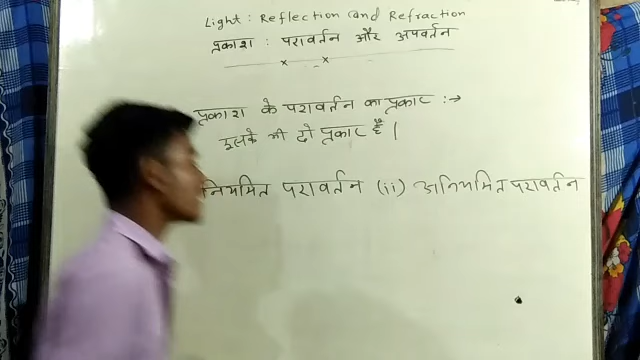 Light: Reflection and Refraction
प्रकाश : परावर्तन और अपवर्तन
प्रकाश के परावर्तन का प्रकार :→
इसके भी दो प्रकार हैं |
नियमित परावर्तन (ii) अनियमित परावर्तन